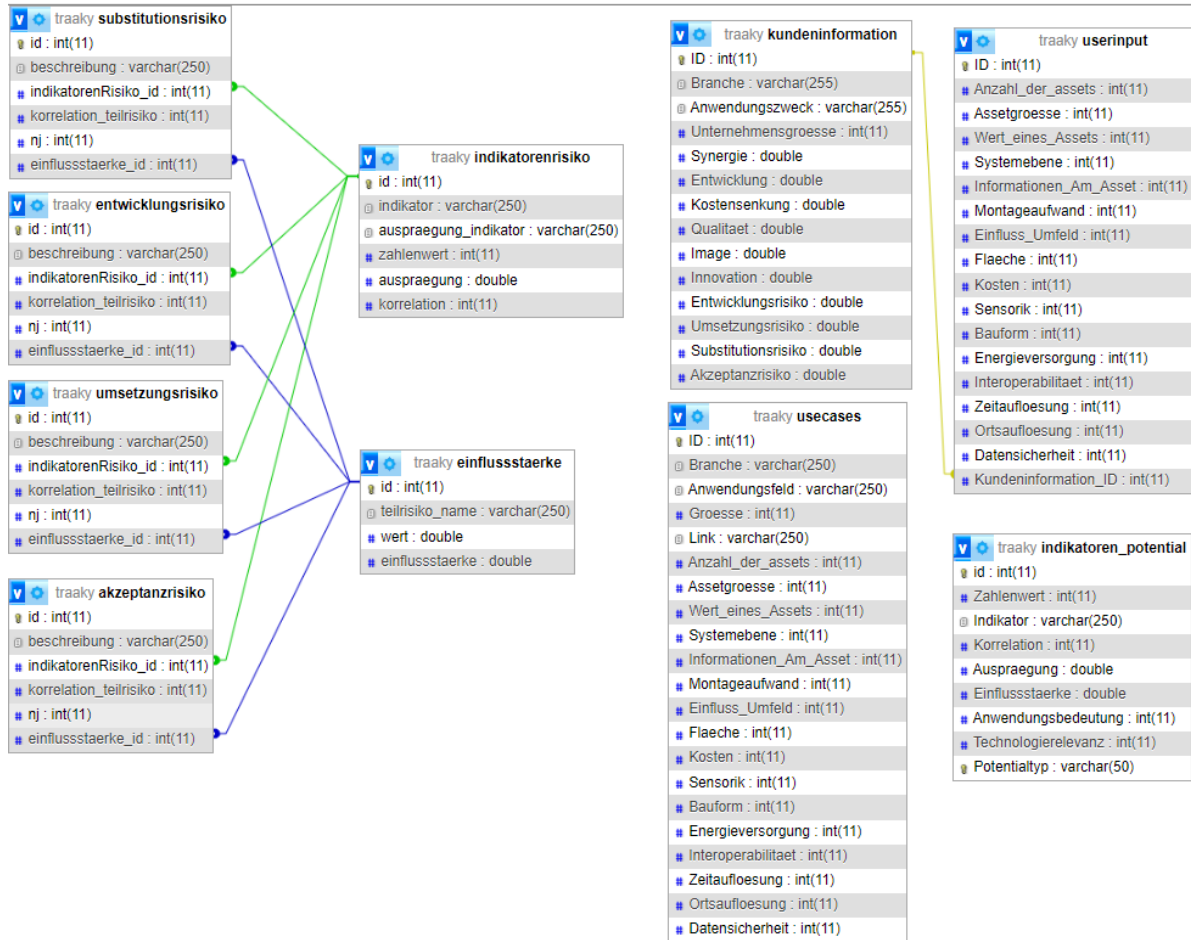 traaky substitutionsrisiko
id : int(11)
beschreibung : varchar(250)
indikatorenRisiko_id : int(11)
korrelation_teilrisiko : int(11)
nj : int(11)
einflussstaerke_id : int(11)
traaky entwicklungsrisiko
id : int(11)
beschreibung : varchar(250)
indikatorenRisiko_id : int(11)
korrelation_teilrisiko : int(11)
nj : int(11)
einflussstaerke_id : int(11)
traaky umsetzungsrisiko
id : int(11)
beschreibung : varchar(250)
indikatorenRisiko_id : int(11)
korrelation_teilrisiko : int(11)
nj : int(11)
einflussstaerke_id : int(11)
traaky akzeptanzrisiko
id : int(11)
beschreibung : varchar(250)
indikatorenRisiko_id : int(11)
korrelation_teilrisiko : int(11)
nj : int(11)
einflussstaerke_id : int(11)
traaky indikatorenrisiko
id : int(11)
indikator : varchar(250)
auspraegung_indikator : varchar(250)
zahlenwert : int(11)
auspraegung : double
korrelation : int(11)
traaky einflussstaerke
id : int(11)
teilrisiko_name : varchar(250)
wert : double
einflussstaerke : double
traaky kundeninformation
ID : int(11)
Branche : varchar(255)
Anwendungszweck : varchar(255)
Unternehmensgroesse : int(11)
Synergie : double
Entwicklung : double
Kostensenkung : double
Qualitaet : double
Image : double
Innovation : double
Entwicklungsrisiko : double
Umsetzungsrisiko : double
Substitutionsrisiko : double
Akzeptanzrisiko : double
traaky usecases
ID : int(11)
Branche : varchar(250)
Anwendungsfeld : varchar(250)
Groesse : int(11)
Link : varchar(250)
Anzahl_der_assets : int(11)
Assetgroesse : int(11)
Wert_eines_Assets : int(11)
Systemebene : int(11)
Informationen_Am_Asset : int(11)
Montageaufwand : int(11)
Einfluss_Umfeld : int(11)
Flaeche : int(11)
Kosten : int(11)
Sensorik : int(11)
Bauform : int(11)
Energieversorgung : int(11)
Interoperabilitaet : int(11)
Zeitaufloesung : int(11)
Ortsaufloesung : int(11)
Datensicherheit : int(11)
traaky userinput
ID : int(11)
Anzahl_der_assets : int(11)
Assetgroesse : int(11)
Wert_eines_Assets : int(11)
Systemebene : int(11)
Informationen_Am_Asset : int(11)
Montageaufwand : int(11)
Einfluss_Umfeld : int(11)
Flaeche : int(11)
Kosten : int(11)
Sensorik : int(11)
Bauform : int(11)
Energieversorgung : int(11)
Interoperabilitaet : int(11)
Zeitaufloesung : int(11)
Ortsaufloesung : int(11)
Datensicherheit : int(11)
Kundeninformation_ID : int(11)
traaky indikatoren_potential
id : int(11)
Zahlenwert : int(11)
Indikator : varchar(250)
Korrelation : int(11)
Auspraegung : double
Einflussstaerke : double
Anwendungsbedeutung : int(11)
Technologierelevanz : int(11)
Potentialtyp : varchar(50)